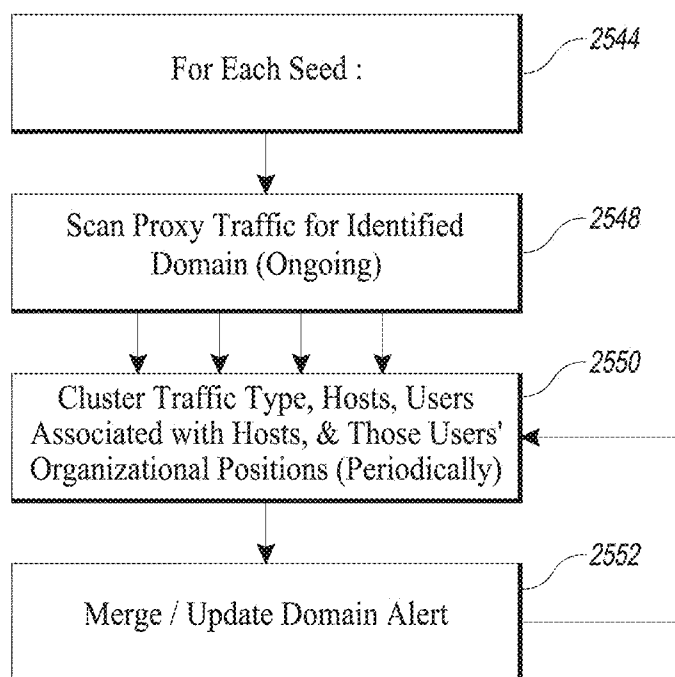 For Each Seed :
2544
Scan Proxy Traffic for Identified
Domain (Ongoing)
2548
Cluster Traffic Type, Hosts, Users
Associated with Hosts, & Those Users'
Organizational Positions (Periodically)
2550
Merge / Update Domain Alert
2552